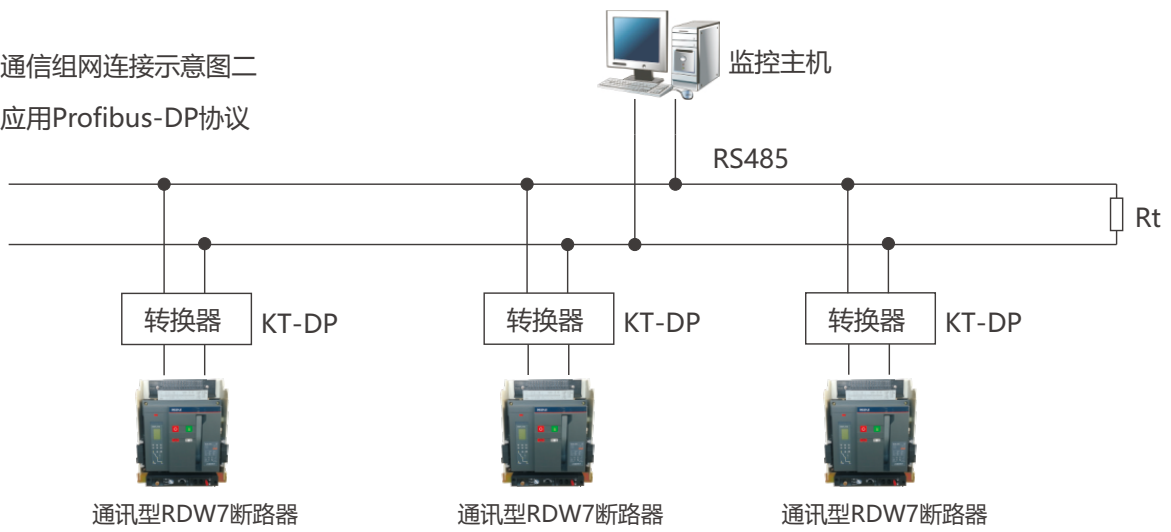 通信组网连接示意图二
监控主机
应用Profibus-DP协议
RS485
Rt
转换器 KT-DP 转换器 KT-DP 转换器 KT-DP
通讯型RDW7断路器 通讯型RDW7断路器 通讯型RDW7断路器